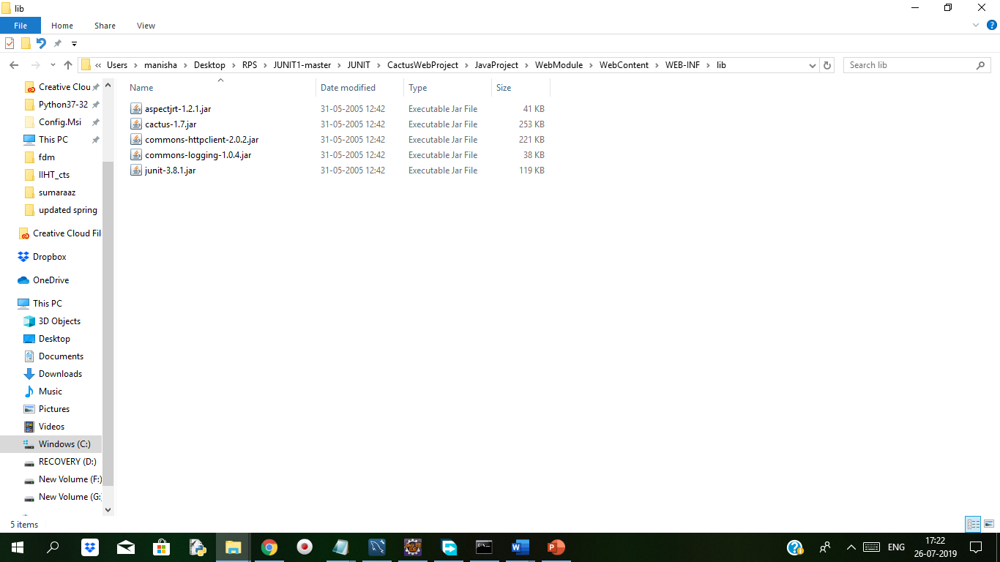 lib
File Home Share View
« Users > manisha > Desktop > RPS > JUNIT1-master > JUNIT > CactusWebProject > JavaProject > WebModule > WebContent > WEB-INF > lib
Search lib
Name Date modified Type Size
aspectjrt-1.2.1.jar 31-05-2005 12:42 Executable Jar File 41 KB
cactus-1.7.jar 31-05-2005 12:42 Executable Jar File 253 KB
commons-httpclient-2.0.2.jar 31-05-2005 12:42 Executable Jar File 221 KB
commons-logging-1.0.4.jar 31-05-2005 12:42 Executable Jar File 38 KB
junit-3.8.1.jar 31-05-2005 12:42 Executable Jar File 119 KB
Creative Clou
Python37-32
Config.Msi
This PC
fdm
IIHT_cts
sumaraaz
updated spring
Creative Cloud Fil
Dropbox
OneDrive
This PC
3D Objects
Desktop
Documents
Downloads
Music
Pictures
Videos
Windows (C:)
RECOVERY (D:)
New Volume (F:)
New Volume (G:
5 items
ENG
17:22
26-07-2019